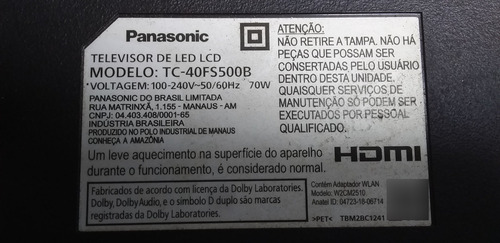 Panasonic
TELEVISOR DE LED LCD
MODELO: TC-40FS500B
VOLTAGEM: 100-240V~50/60Hz 70W
PANASONIC DO BRASIL LIMITADA
RUA MATRINXÃ, 1.155 - MANAUS - AM
CNPJ: 04.403.408/0001-65
INDÚSTRIA BRASILEIRA
PRODUZIDO NO POLO INDUSTRIAL DE MANAUS
CONHEÇA A AMAZÔNIA
ATENÇÃO:
NÃO RETIRE A TAMPA. NÃO HÁ
PEÇAS QUE POSSAM SER
CONSERTADAS PELO USUÁRIO
DENTRO DESTA UNIDADE.
QUAISQUER SERVIÇOS DE
MANUTENÇÃO SÓ PODEM SER
EXECUTADOS POR PESSOAL
QUALIFICADO.
Um leve aquecimento na superfície do aparelho
durante o funcionamento, é considerado normal.
HDMI
Fabricados de acordo com licença da Dolby Laboratories.
Dolby, Dolby Audio, e o símbolo D duplo são marcas
registradas da Dolby Laboratories.
Contém Adaptador WLAN
Modelo: W2CM2510
Anatel ID: 04723-18-06714
>PET< TBM2BC1241